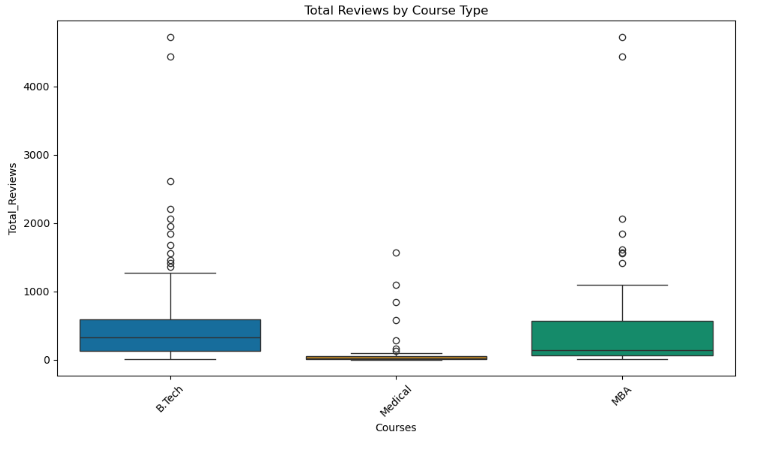 Total Reviews by Course Type
Total_Reviews
4000
3000
2000
1000
0
B.Tech
Medical
MBA
Courses